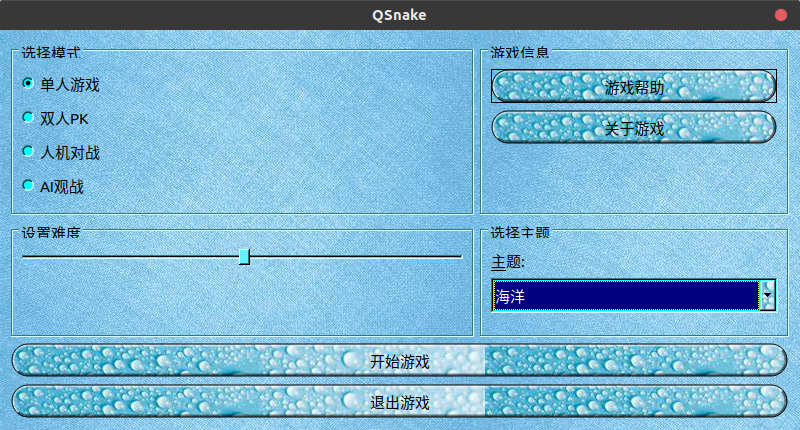 QSnake
选择模式
单人游戏
双人PK
人机对战
AI观战
游戏信息
游戏帮助
关于游戏
设置难度
选择主题
主题:
海洋
开始游戏
退出游戏